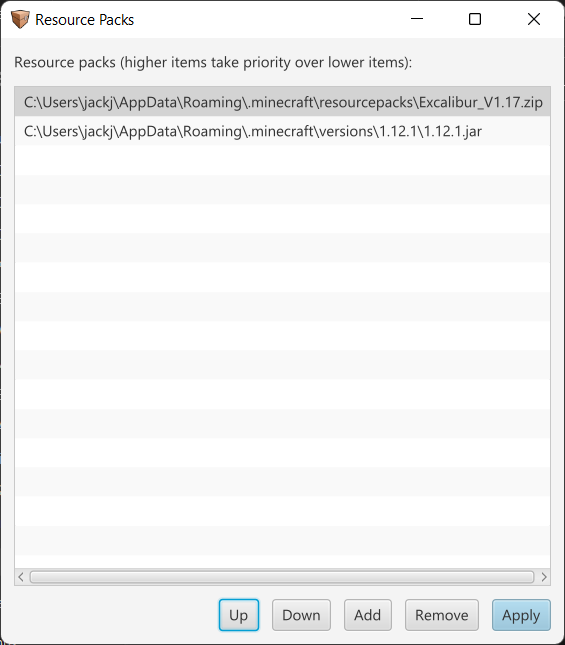 Resource Packs
Resource packs (higher items take priority over lower items):
C:\Users\jackj\AppData\Roaming\.minecraft\resourcepacks\Excalibur_V1.17.zip
C:\Users\jackj\AppData\Roaming\.minecraft\versions\1.12.1\1.12.1.jar
Up Down Add Remove Apply